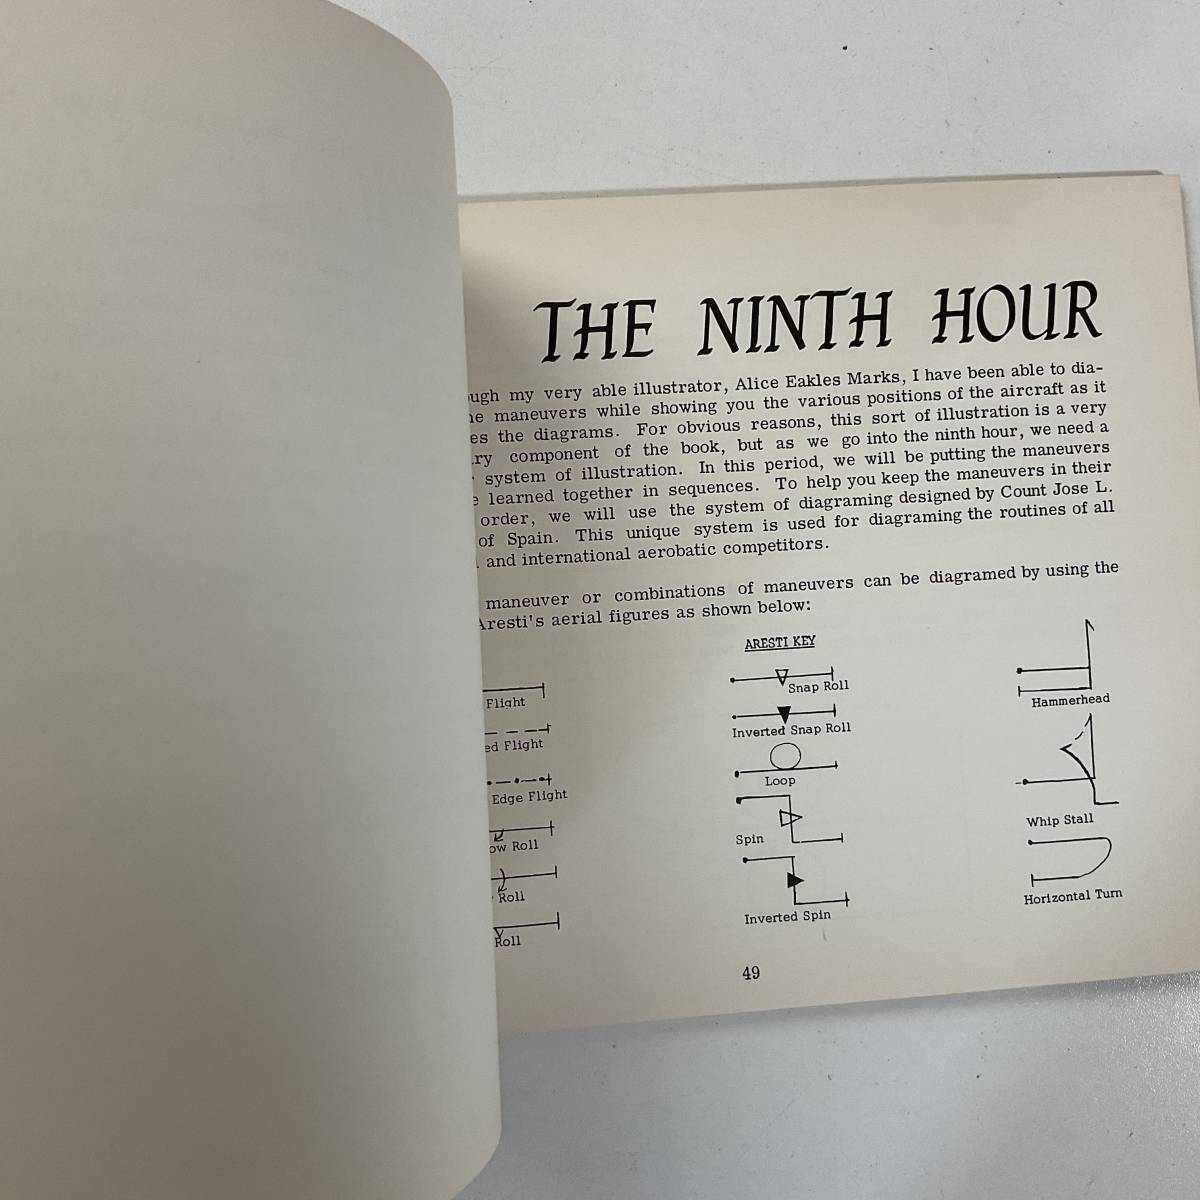 THE NINTH HOUR
my very able illustrator, Alice Eakles Marks, I have been able to dia-
maneuvers while showing you the various positions of the aircraft as it
the diagrams. For obvious reasons, this sort of illustration is a very
component of the book, but as we go into the ninth hour, we need a
system of illustration. In this period, we will be putting the maneuvers
learned together in sequences. To help you keep the maneuvers in their
order, we will use the system of diagraming designed by Count Jose L.
of Spain. This unique system is used for diagraming the routines of all
and international aerobatic competitors.
maneuver or combinations of maneuvers can be diagramed by using the
Aresti's aerial figures as shown below:
ARESTI KEY
Flight
ed Flight
Edge Flight
ow Roll
Roll
Roll
Snap Roll
Inverted Snap Roll
Loop
Spin
Inverted Spin
Hammerhead
Whip Stall
Horizontal Turn
49